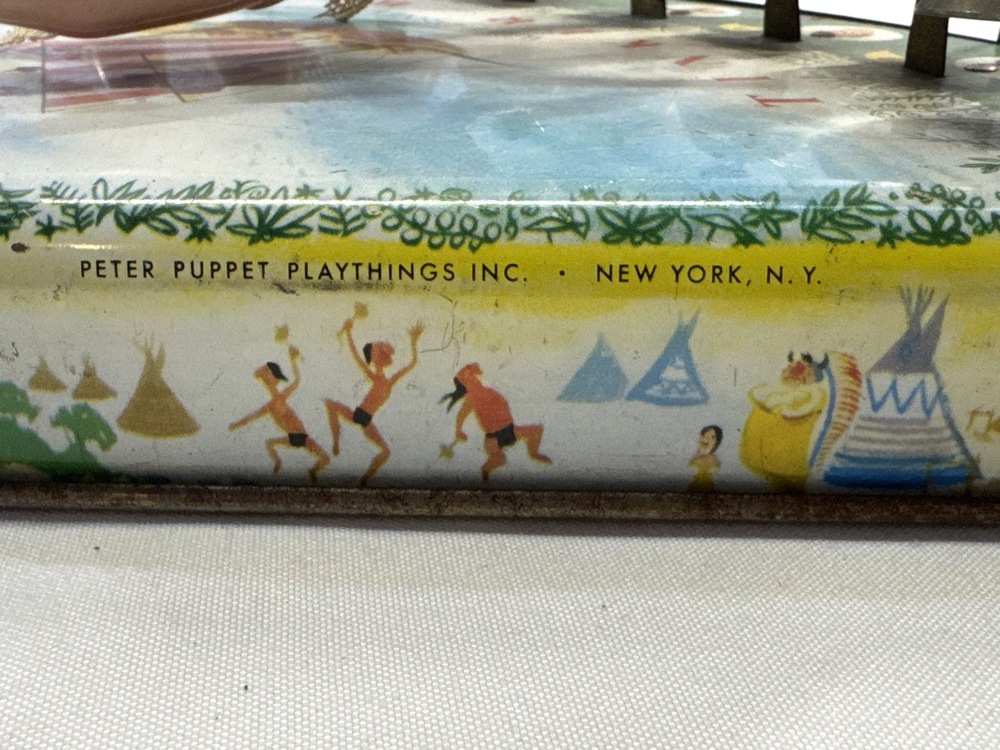 PETER PUPPET PLAYTHINGS INC. • NEW YORK, N.Y.